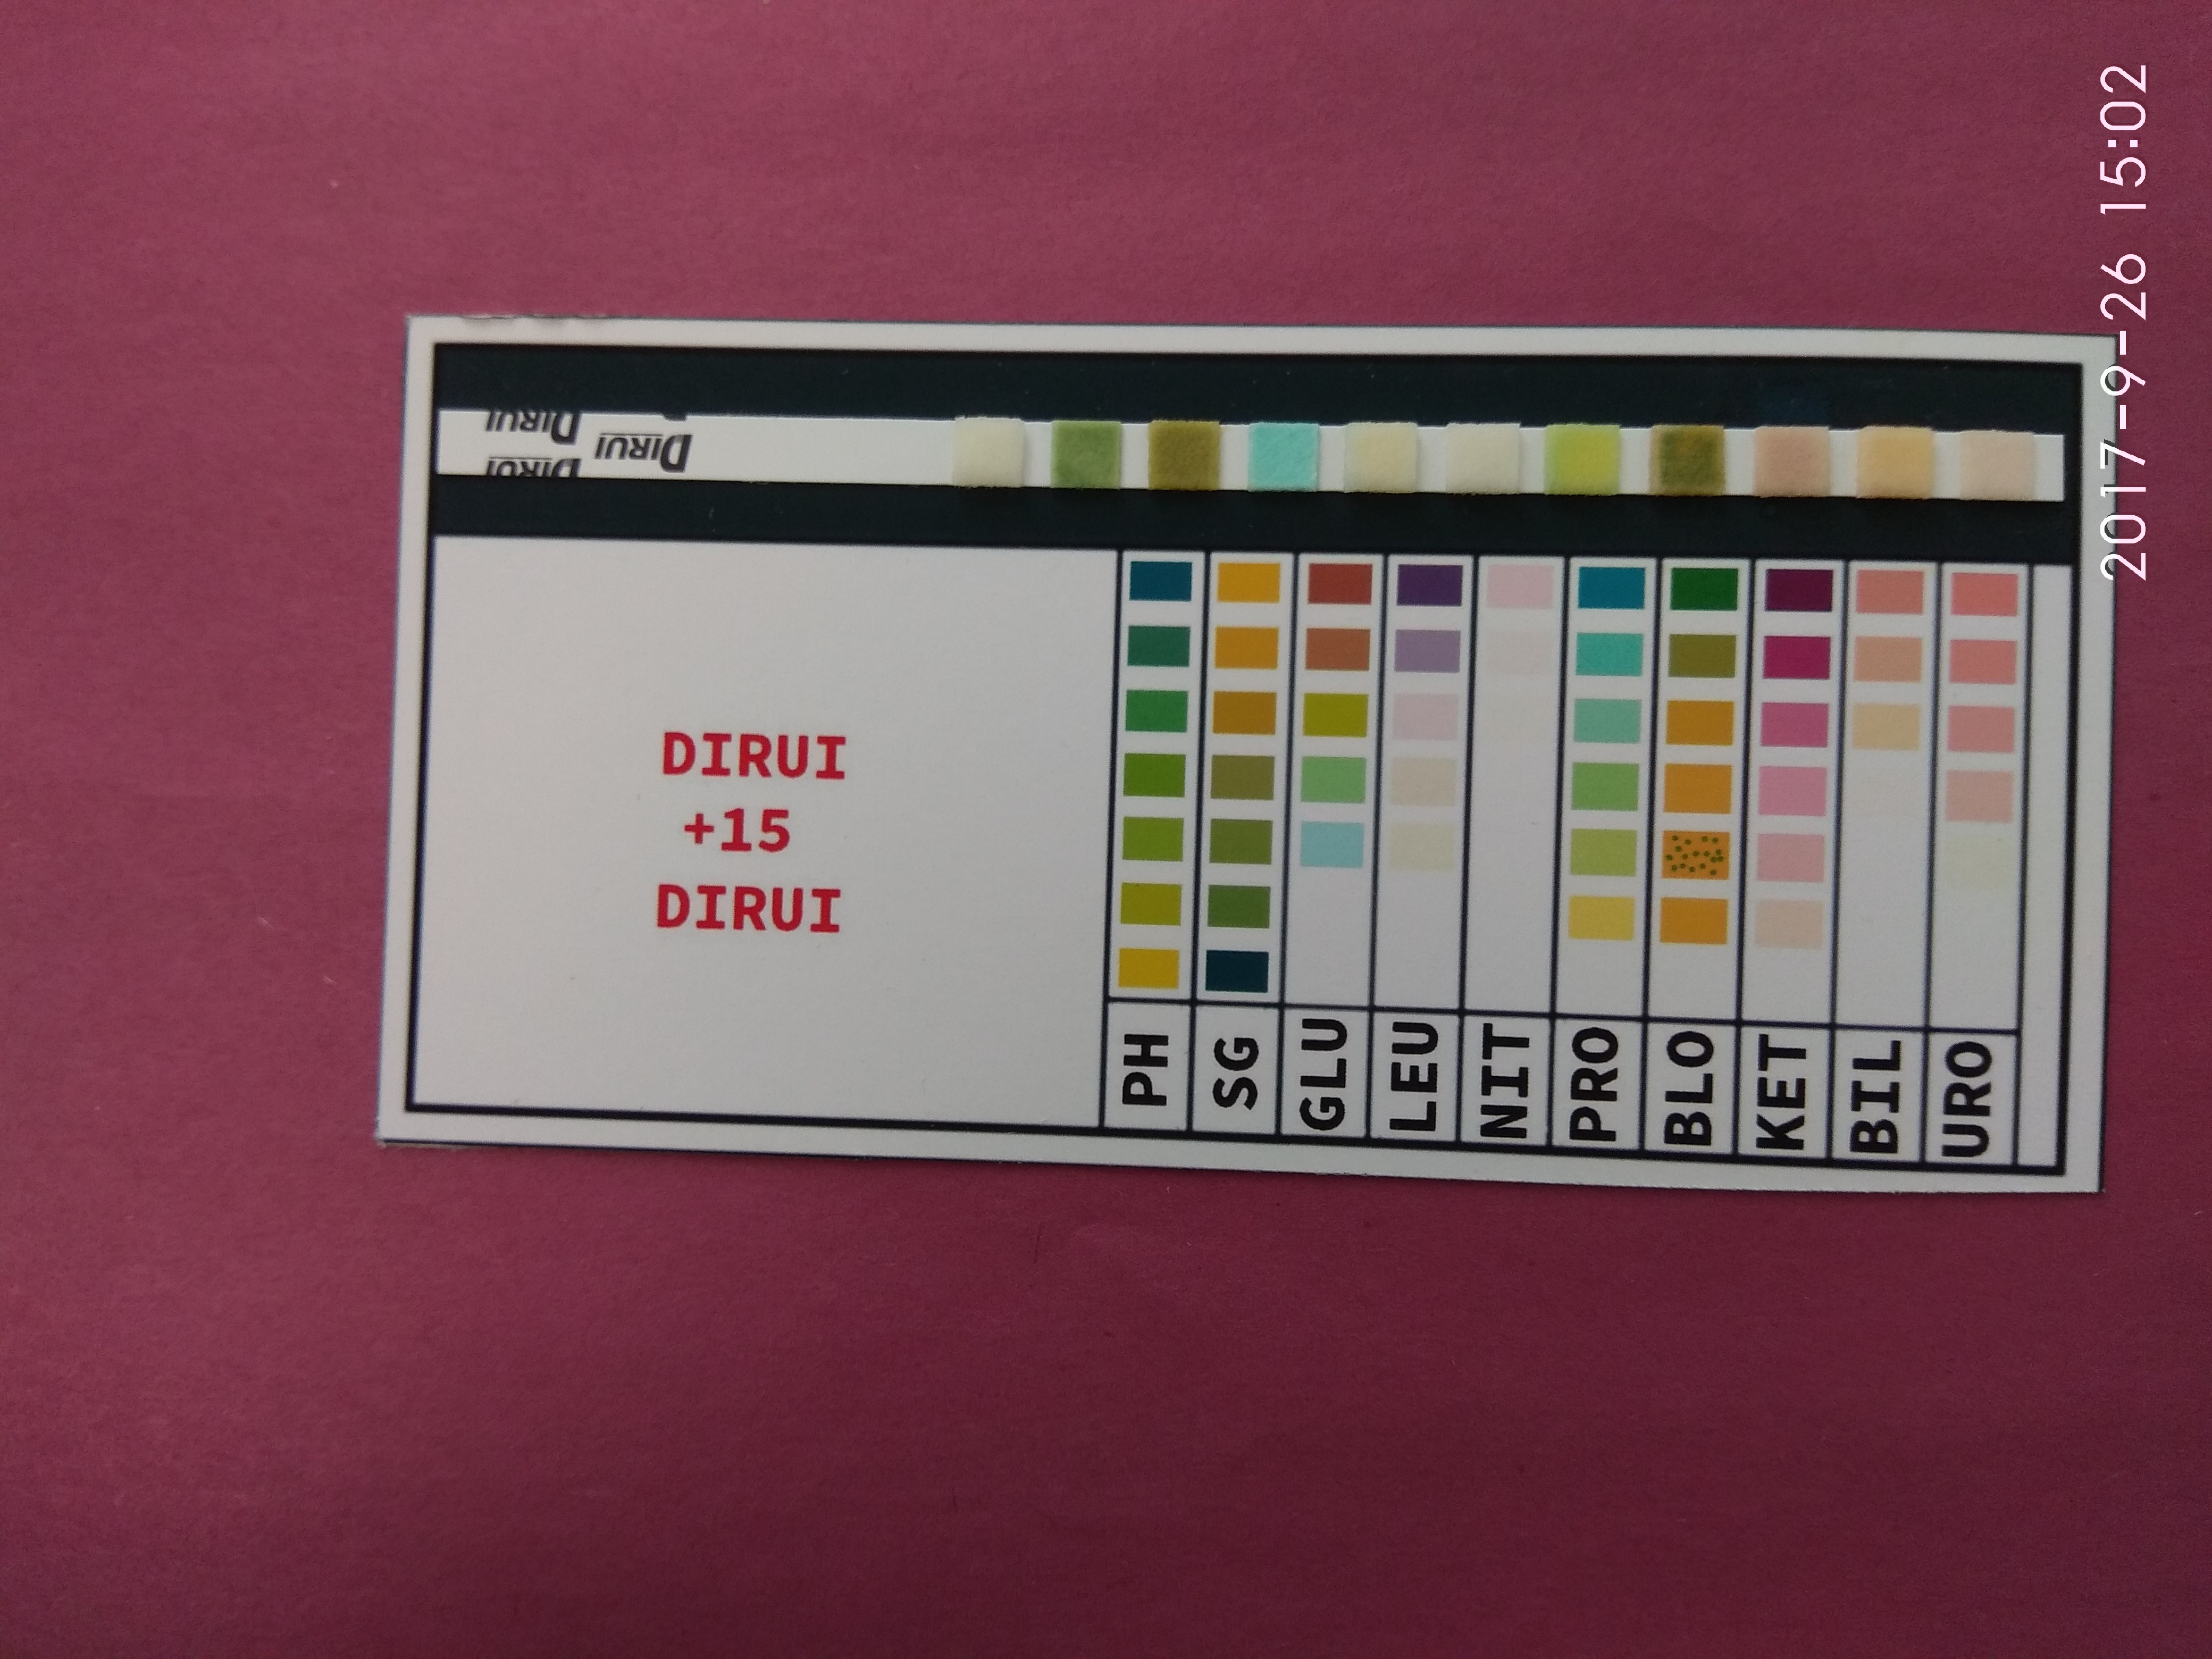 DIRUI
DIRUI
DIRUI
DIRUI
+15
DIRUI
PH
SG
GLU
LEU
NIT
PRO
BLO
KET
BIL
URO
2017-9-26 15:02